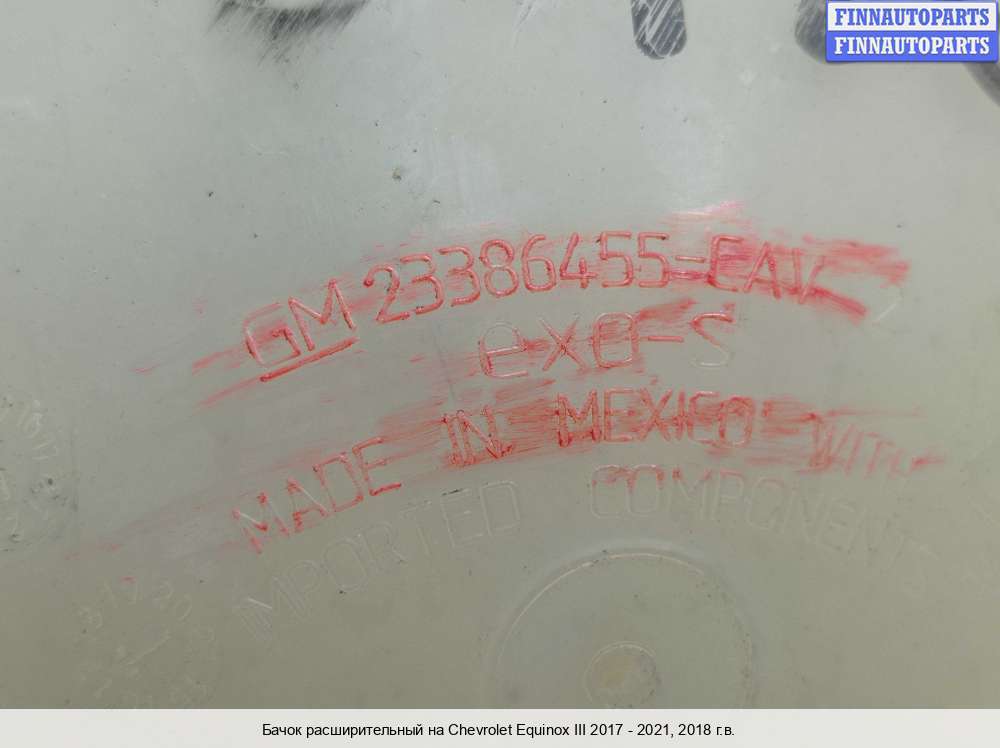 FINNAUTOPARTS
FINNAUTOPARTS
GM 23386455-EAV
exo-s
MADE IN MEXICO WITH
IMPORTED COMPONENTS
Бачок расширительный на Chevrolet Equinox III 2017 - 2021, 2018 г.в.